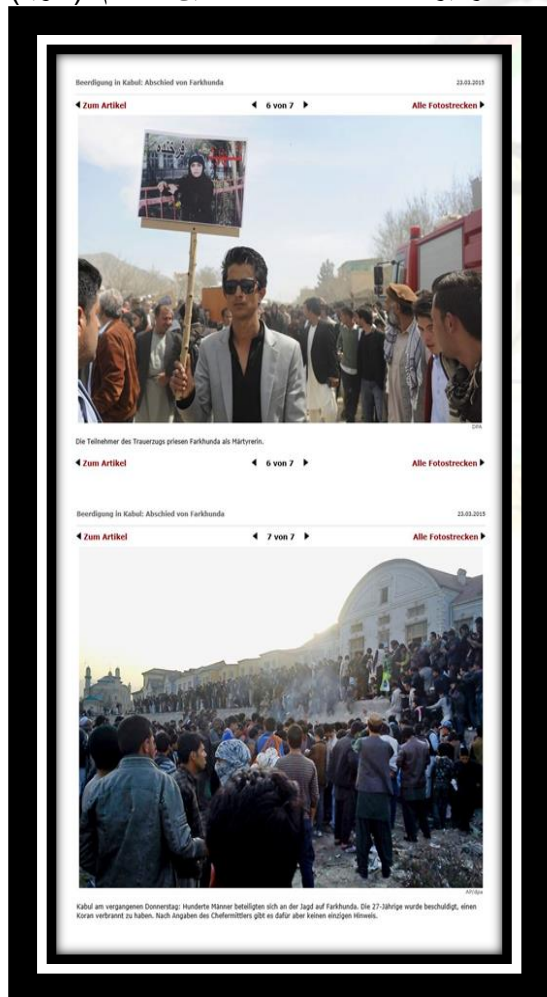 Beerdigung in Kabul: Abschied von Farkhunda 23.03.2015
Zum Artikel 6 von 7 Alle Fotostrecken
فرخنده
DPA
Die Teilnehmer des Trauerzugs priesen Farkhunda als Märtyrerin.
Zum Artikel 6 von 7 Alle Fotostrecken
Beerdigung in Kabul: Abschied von Farkhunda 23.03.2015
Zum Artikel 7 von 7 Alle Fotostrecken
AP/dpa
Kabul am vergangenen Donnerstag: Hunderte Männer beteiligten sich an der Jagd auf Farkhunda. Die 27-Jährige wurde beschuldigt, einen
Koran verbrannt zu haben. Nach Angaben des Chefermittlers gibt es dafür aber keinen einzigen Hinweis.